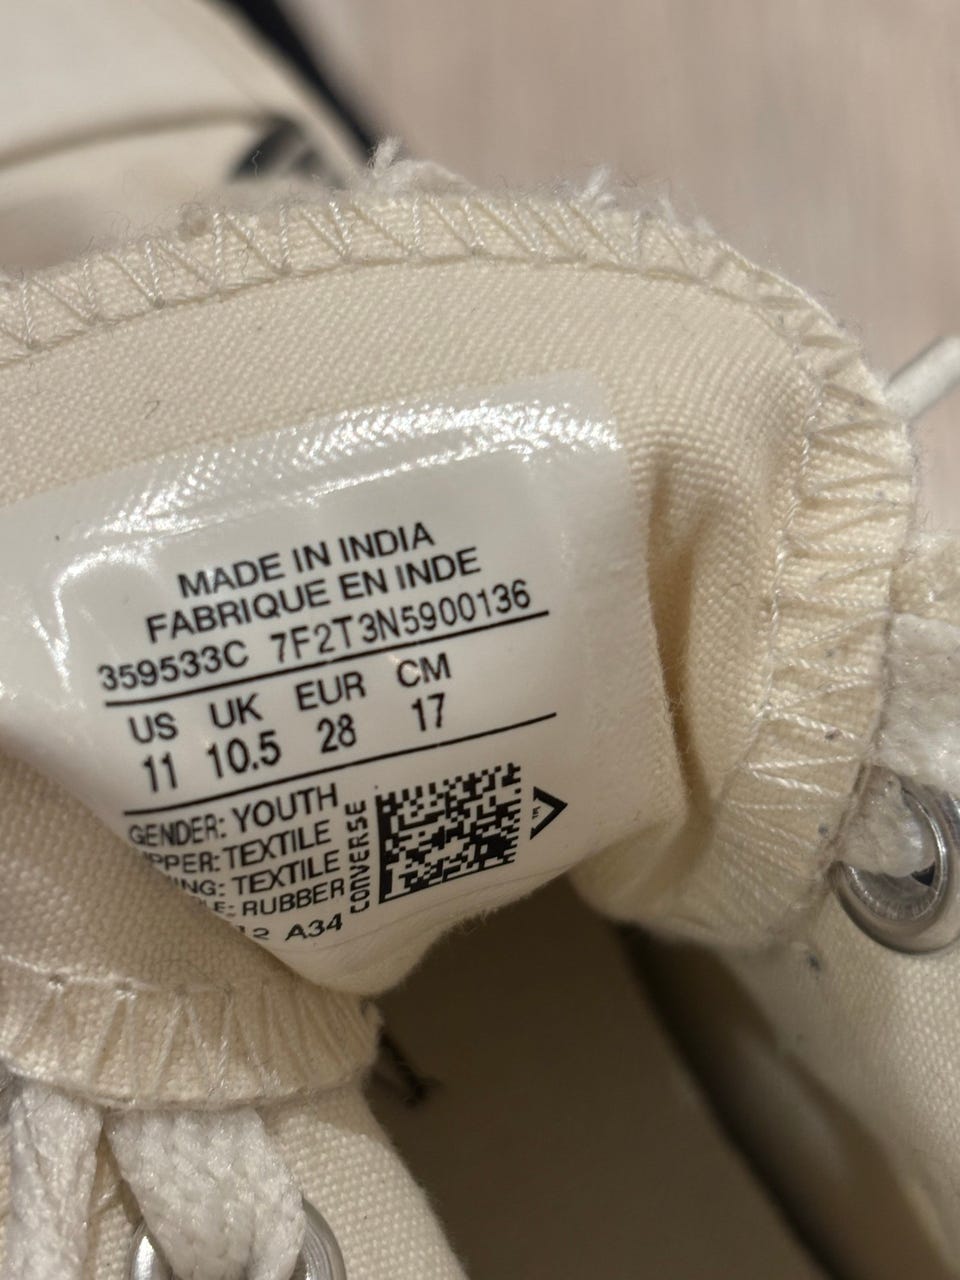 MADE IN INDIA
FABRIQUE EN INDE
359533C 7F2T3N5900136
US UK EUR CM
11 10.5 28 17
GENDER: YOUTH
UPPER: TEXTILE
TEXTILE
RUBBER
A34
CONVERSE